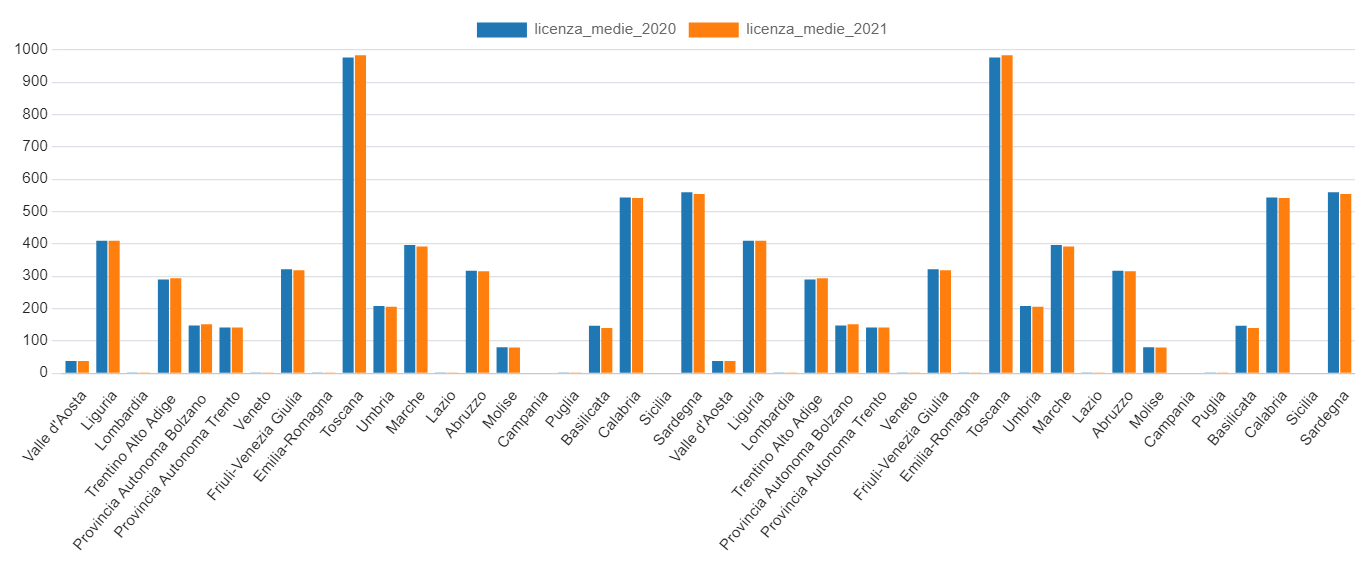 licenza_medie_2020 licenza_medie_2021
1000
900
800
700
600
500
400
300
200
100
0
Valle d'Aosta
Liguria
Lombardia
Trentino Alto Adige
Provincia Autonoma Bolzano
Provincia Autonoma Trento
Veneto
Friuli-Venezia Giulia
Emilia-Romagna
Toscana
Umbria
Marche
Lazio
Abruzzo
Molise
Campania
Puglia
Basilicata
Calabria
Sicilia
Sardegna
Valle d'Aosta
Liguria
Lombardia
Trentino Alto Adige
Provincia Autonoma Bolzano
Provincia Autonoma Trento
Veneto
Friuli-Venezia Giulia
Emilia-Romagna
Toscana
Umbria
Marche
Lazio
Abruzzo
Molise
Campania
Puglia
Basilicata
Calabria
Sicilia
Sardegna